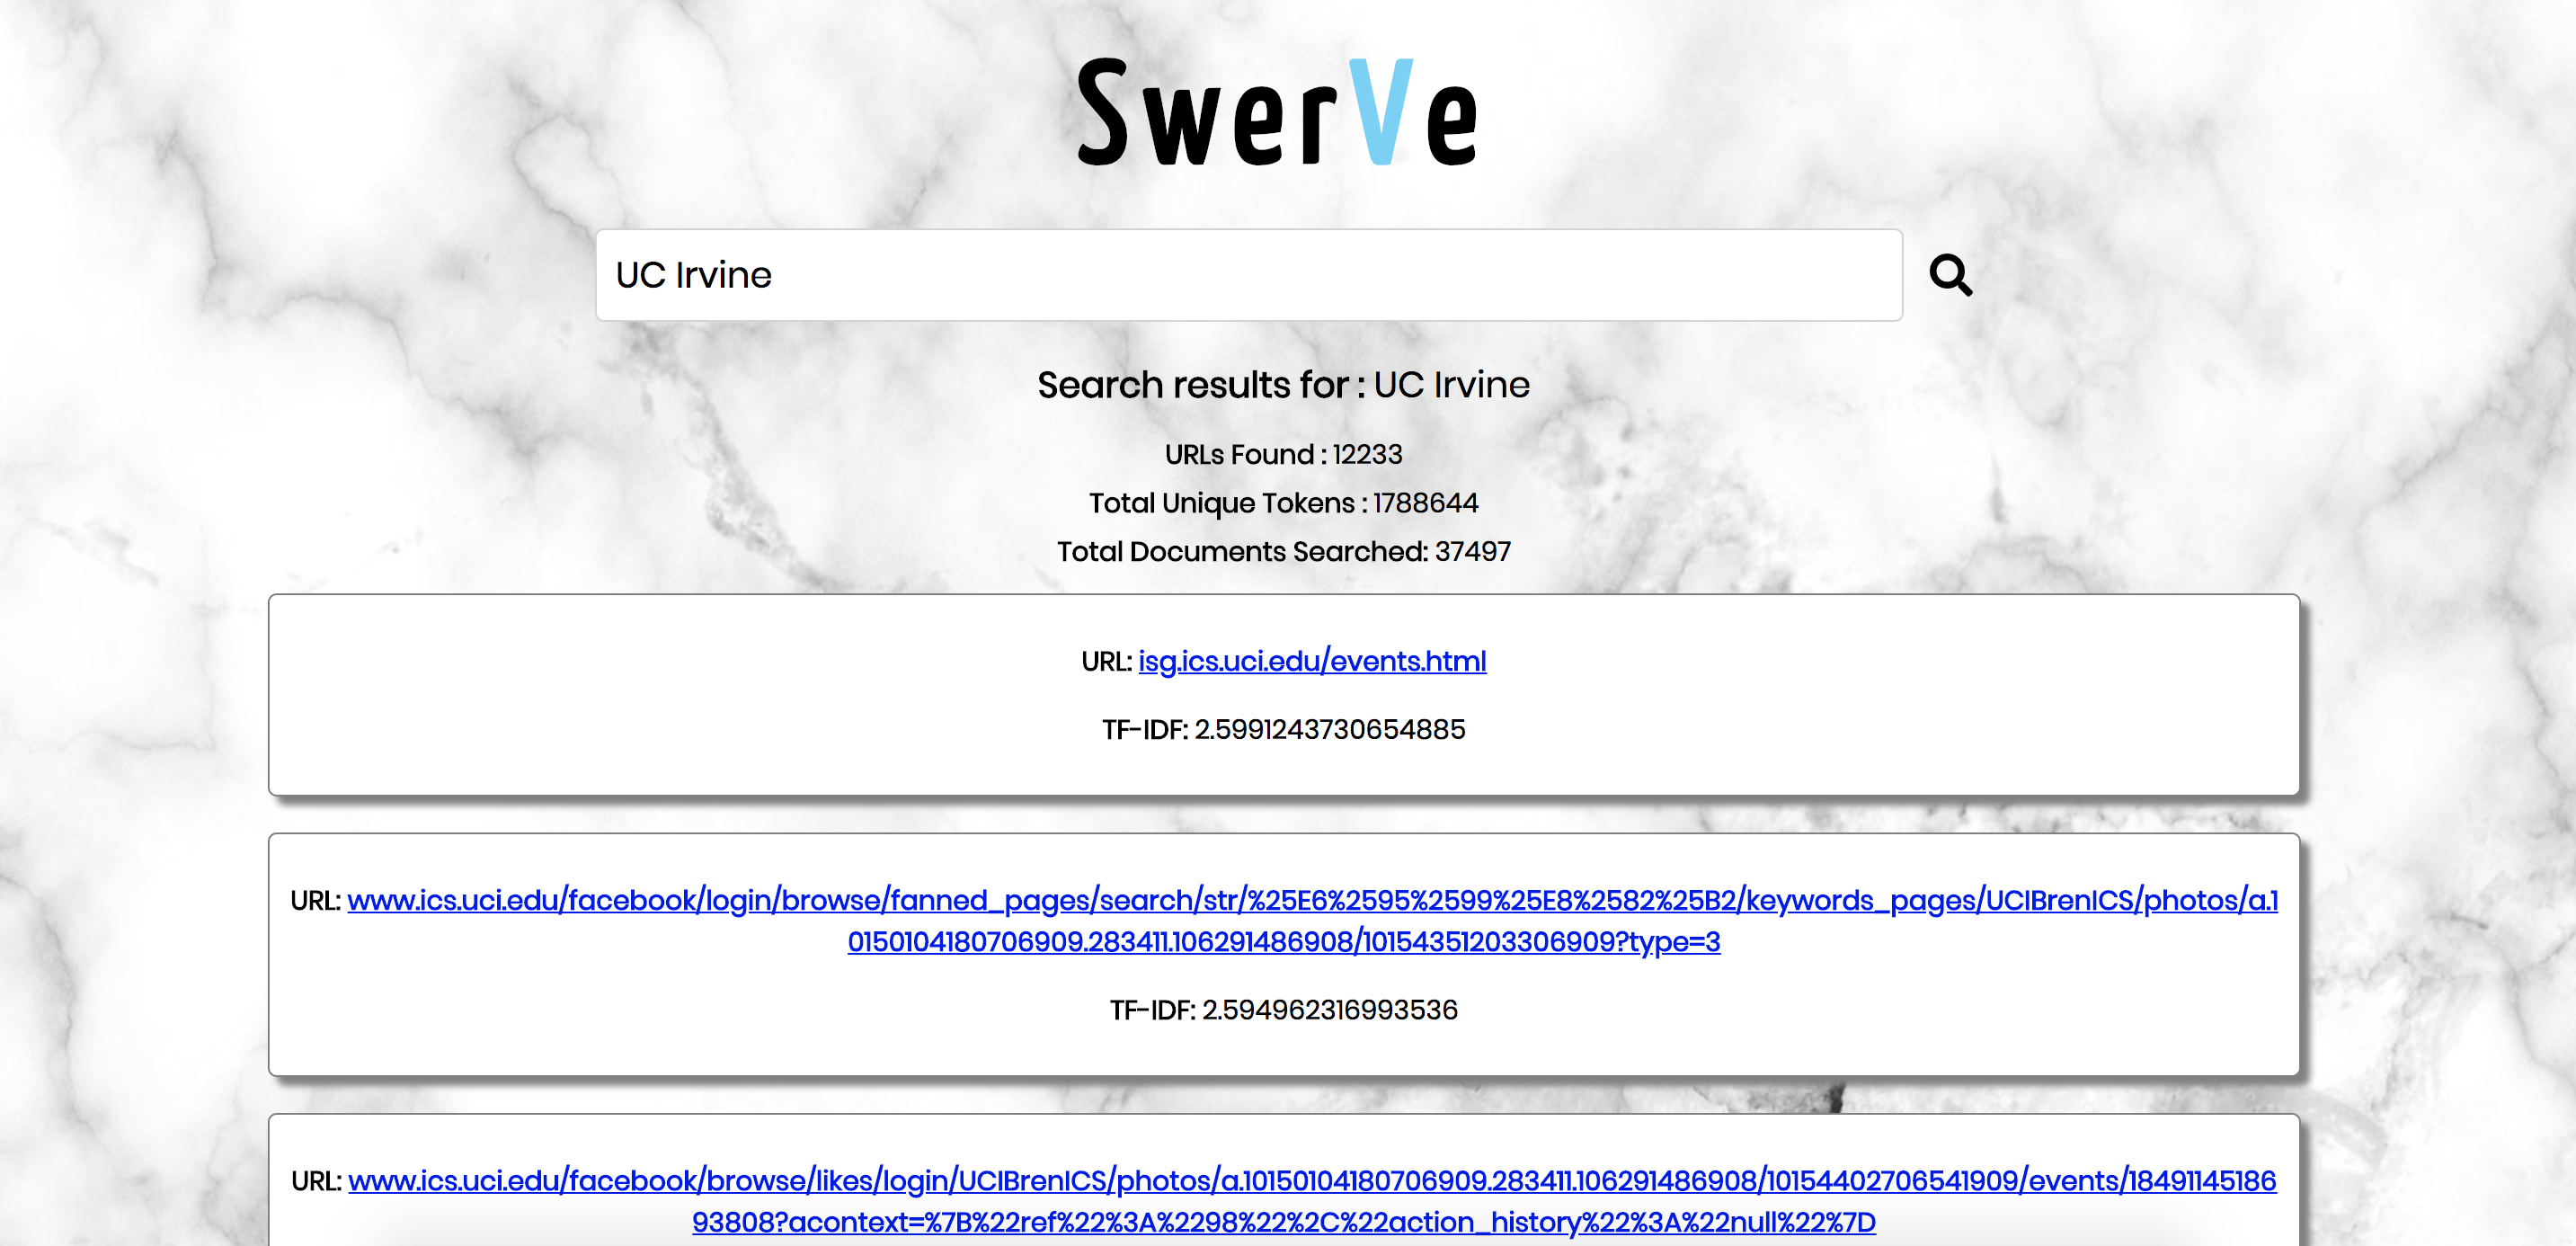 SwerVe
UC Irvine
Search results for : UC Irvine
URLs Found : 12233
Total Unique Tokens : 1788644
Total Documents Searched: 37497
URL: isg.ics.uci.edu/events.html
TF-IDF: 2.5991243730654885
URL: www.ics.uci.edu/facebook/login/browse/fanned_pages/search/str/%25E6%2595%2599%25E8%2582%25B2/keywords_pages/UCIBrenICS/photos/a.1
0150104180706909.283411.106291486908/10154351203306909?type=3
TF-IDF: 2.594962316993536
URL: www.ics.uci.edu/facebook/browse/likes/login/UCIBrenICS/photos/a.10150104180706909.283411.106291486908/10154402706541909/events/18491145186
93808?acontext=%7B%22ref%22%3A%2298%22%2C%22action_history%22%3A%22null%22%7D